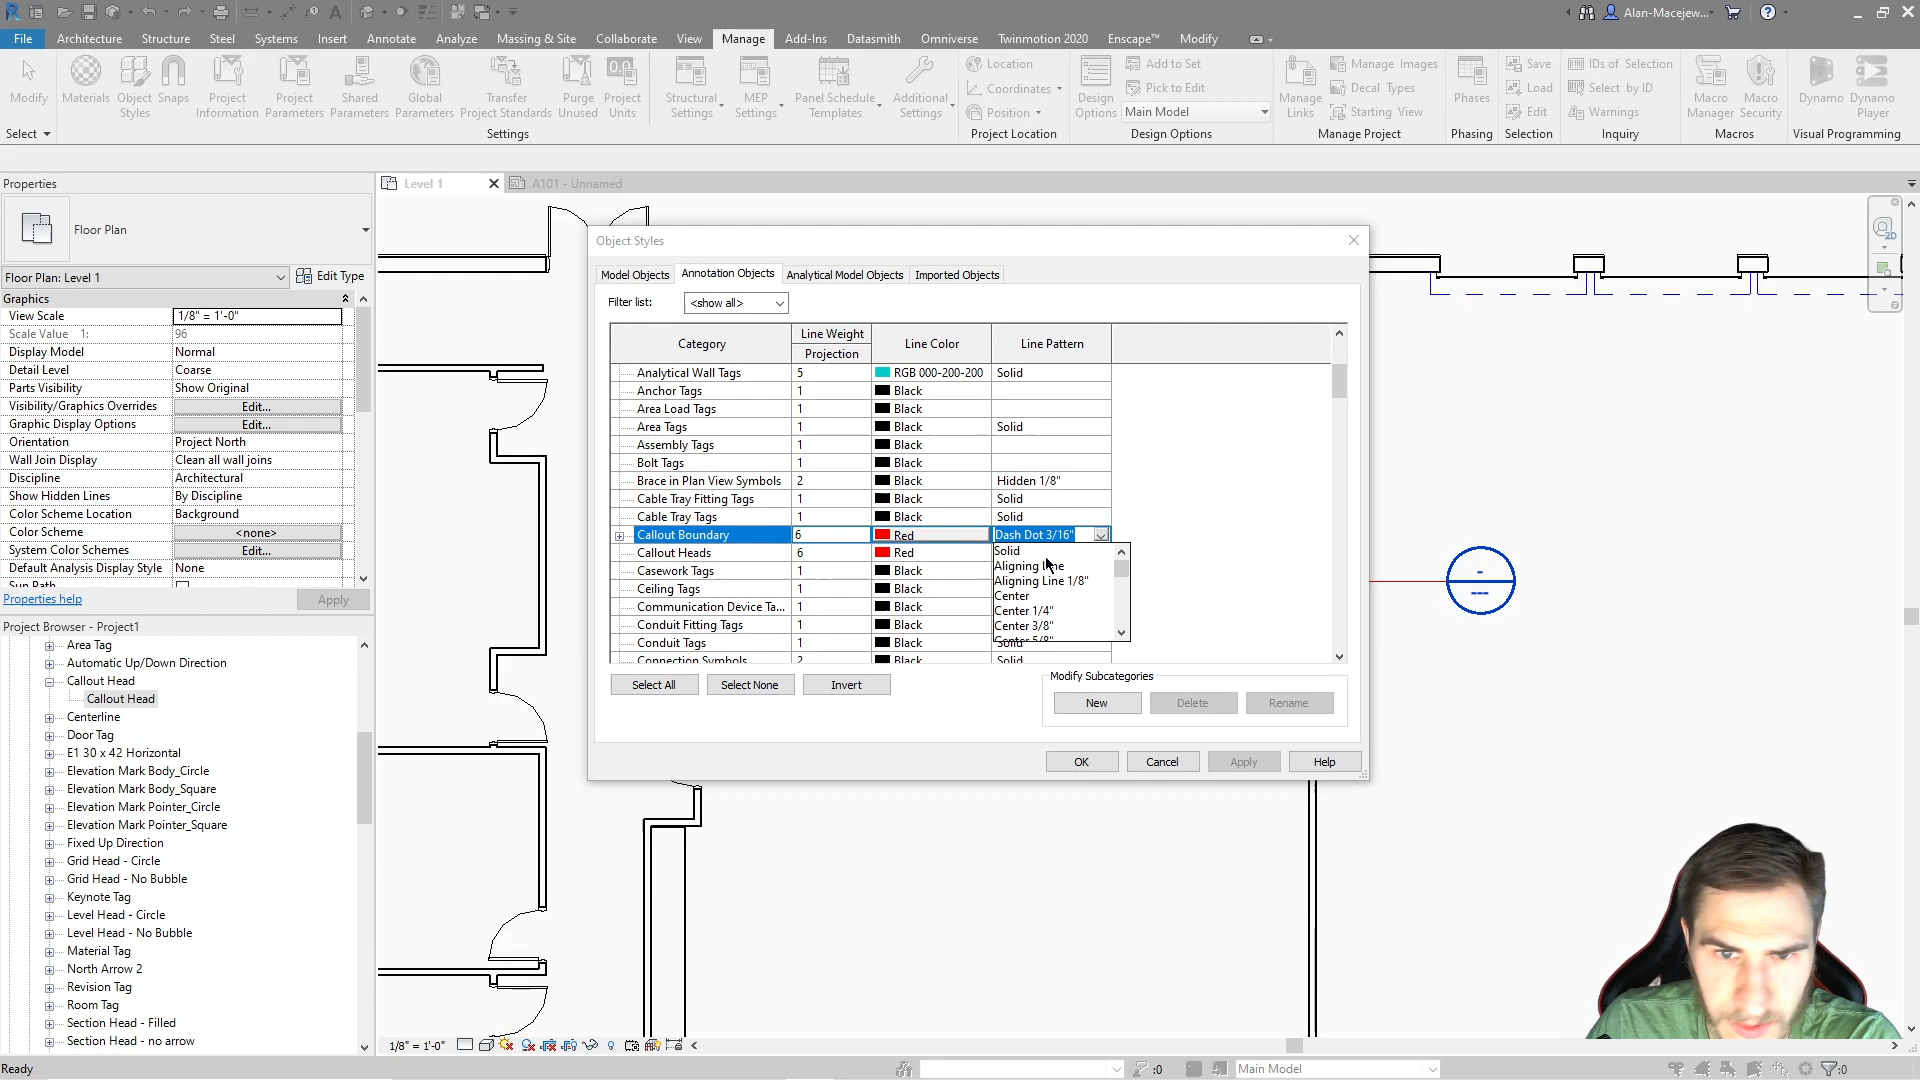 Alan-Macejew...
File Architecture Structure Steel Systems Insert Annotate Analyze Massing & Site Collaborate View Manage Add-Ins Datasmith Omniverse Twinmotion 2020 Enscape™ Modify
Modify
Materials
Object Styles
Snaps
Project Information
Project Parameters
Shared Parameters
Global Parameters
Transfer Project Standards
Purge Unused
Project Units
Structural Settings
MEP Settings
Panel Schedule Templates
Additional Settings
Location
Coordinates
Position
Design Options
Add to Set
Pick to Edit
Main Model
Manage Links
Manage Images
Decal Types
Starting View
Phases
Save
Load
Edit
IDs of Selection
Select by ID
Warnings
Macro Manager
Macro Security
Dynamo
Dynamo Player
Select Settings Project Location Design Options Manage Project Phasing Selection Inquiry Macros Visual Programming
Properties
Level 1
A101 - Unnamed
Floor Plan
Floor Plan: Level 1
Edit Type
Graphics
View Scale 1/8" = 1'-0"
Scale Value 1: 96
Display Model Normal
Detail Level Coarse
Parts Visibility Show Original
Visibility/Graphics Overrides Edit...
Graphic Display Options Edit...
Orientation Project North
Wall Join Display Clean all wall joins
Discipline Architectural
Show Hidden Lines By Discipline
Color Scheme Location Background
Color Scheme <none>
System Color Schemes Edit...
Default Analysis Display Style None
Sun Path
Properties help
Apply
Project Browser - Project1
Area Tag
Automatic Up/Down Direction
Callout Head
Callout Head
Centerline
Door Tag
E1 30 x 42 Horizontal
Elevation Mark Body_Circle
Elevation Mark Body_Square
Elevation Mark Pointer_Circle
Elevation Mark Pointer_Square
Fixed Up Direction
Grid Head - Circle
Grid Head - No Bubble
Keynote Tag
Level Head - Circle
Level Head - No Bubble
Material Tag
North Arrow 2
Revision Tag
Room Tag
Section Head - Filled
Section Head - no arrow
Object Styles
Model Objects Annotation Objects Analytical Model Objects Imported Objects
Filter list: <show all>
Category
Line Weight
Projection
Line Color
Line Pattern
Analytical Wall Tags 5 RGB 000-200-200 Solid
Anchor Tags 1 Black
Area Load Tags 1 Black
Area Tags 1 Black Solid
Assembly Tags 1 Black
Bolt Tags 1 Black
Brace in Plan View Symbols 2 Black Hidden 1/8"
Cable Tray Fitting Tags 1 Black Solid
Cable Tray Tags 1 Black Solid
Callout Boundary 6 Red Dash Dot 3/16"
Callout Heads 6 Red
Casework Tags 1 Black
Ceiling Tags 1 Black
Communication Device Ta... 1 Black
Conduit Fitting Tags 1 Black
Conduit Tags 1 Black Solid
Connection Symbols 2 Black Solid
Solid
Aligning Line
Aligning Line 1/8"
Center
Center 1/4"
Center 3/8"
Center 5/8"
Select All
Select None
Invert
Modify Subcategories
New
Delete
Rename
OK
Cancel
Apply
Help
-
---
1/8" = 1'-0"
Ready
:0
Main Model
:0